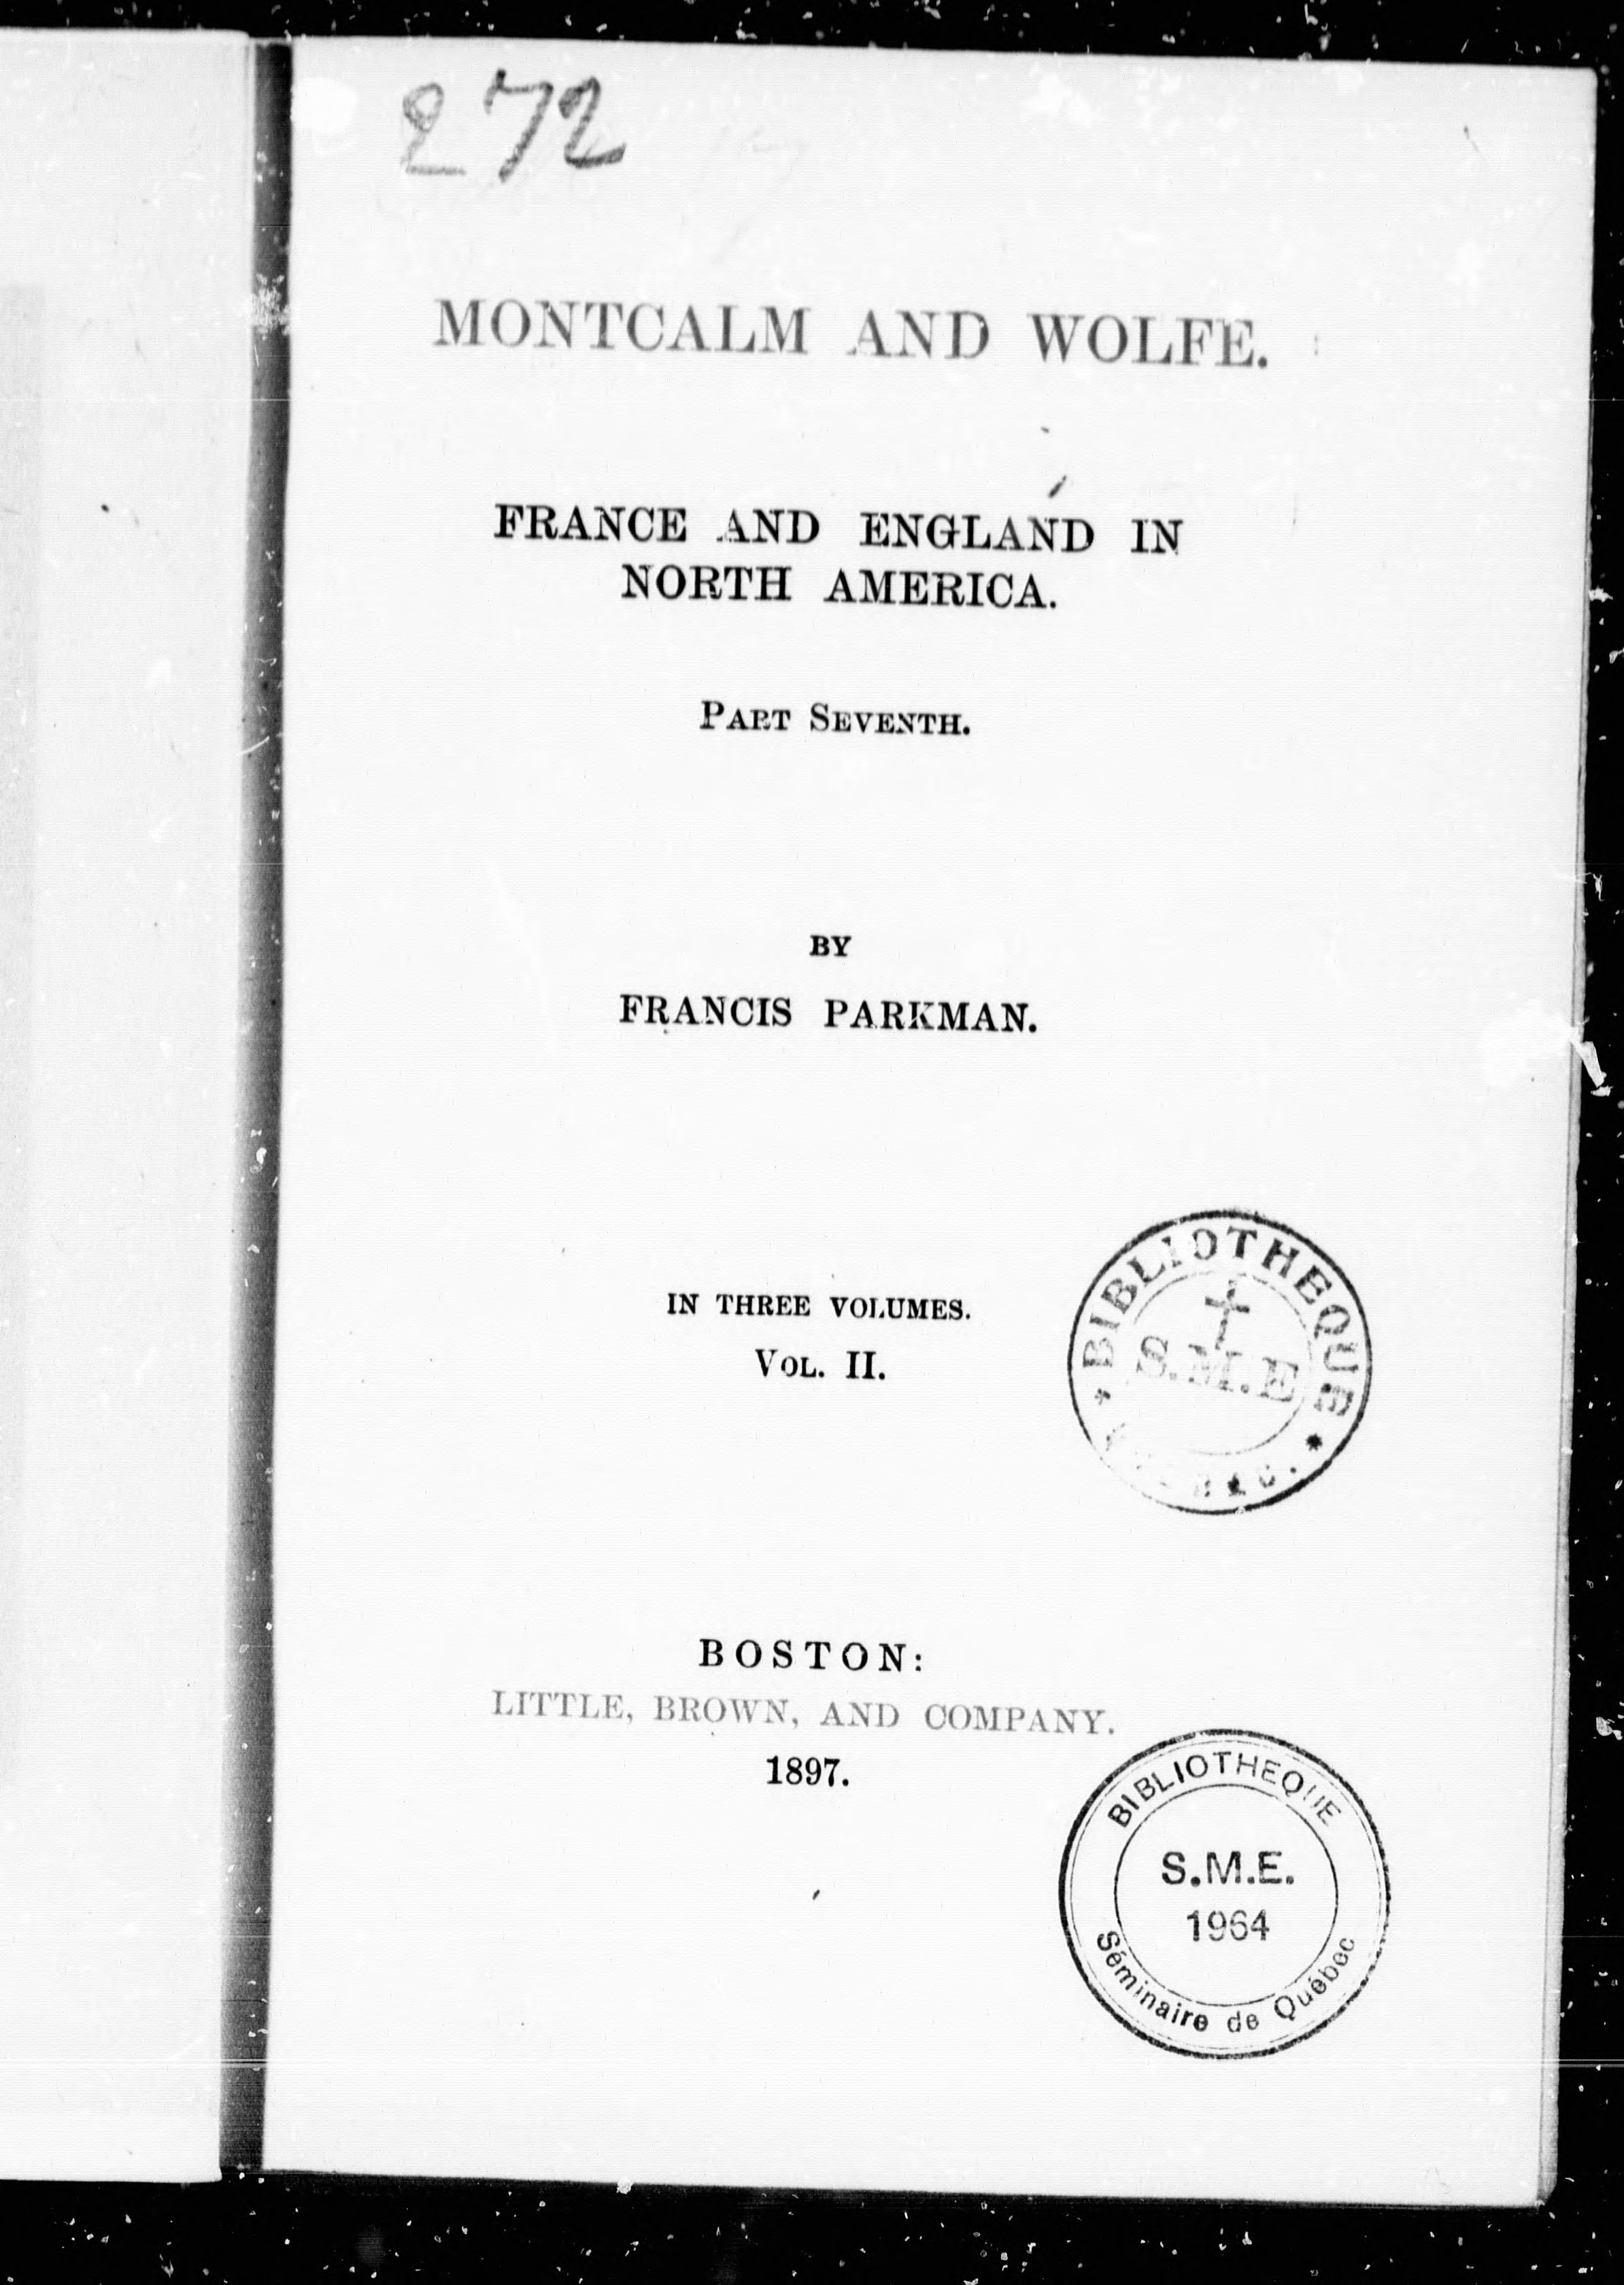 272
MONTCALM AND WOLFE.
FRANCE AND ENGLAND IN
NORTH AMERICA.
PART SEVENTH.
BY
FRANCIS PARKMAN.
IN THREE VOLUMES.
VOL. II.
BIBLIOTHEQUE
S.M.E
BOSTON:
LITTLE, BROWN, AND COMPANY.
1897.
BIBLIOTHEQUE
S.M.E.
1964
Séminaire de Québec